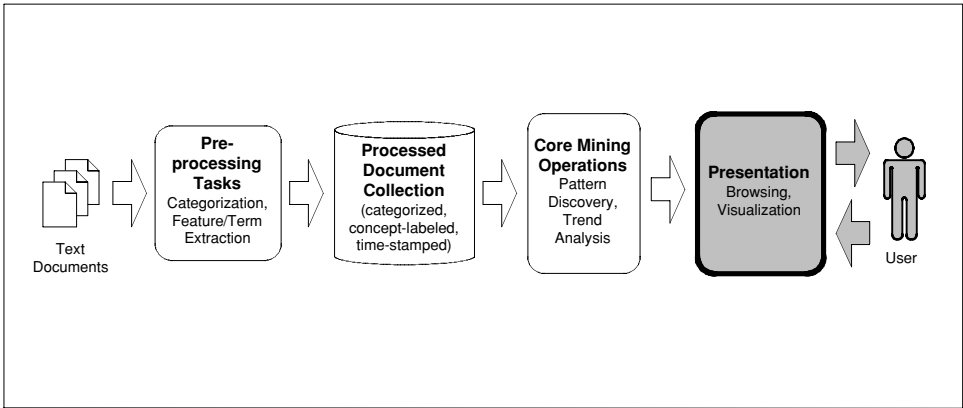 Text
Documents
Pre-
processing
Tasks
Categorization,
Feature/Term
Extraction
Processed
Document
Collection
(categorized,
concept-labeled,
time-stamped)
Core Mining
Operations
Pattern
Discovery,
Trend
Analysis
Presentation
Browsing,
Visualization
User